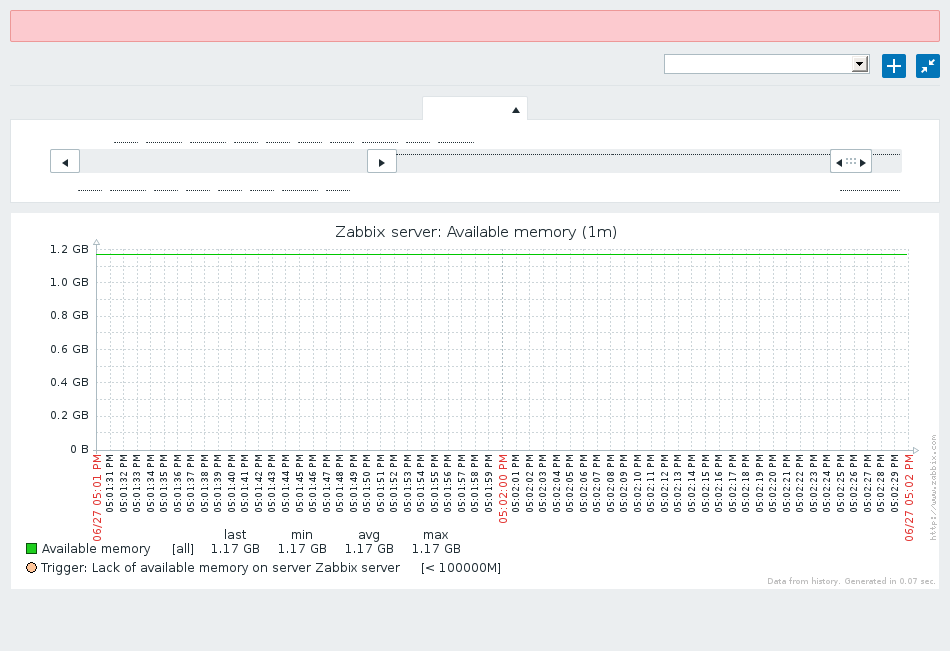 Zabbix server: Available memory (1m)
1.2 GB
1.0 GB
0.8 GB
0.6 GB
0.4 GB
0.2 GB
0 B
06/27 05:01 PM
05:01:31 PM
05:01:32 PM
05:01:33 PM
05:01:34 PM
05:01:35 PM
05:01:36 PM
05:01:37 PM
05:01:38 PM
05:01:39 PM
05:01:40 PM
05:01:41 PM
05:01:42 PM
05:01:43 PM
05:01:44 PM
05:01:45 PM
05:01:46 PM
05:01:47 PM
05:01:48 PM
05:01:49 PM
05:01:50 PM
05:01:51 PM
05:01:52 PM
05:01:53 PM
05:01:54 PM
05:01:55 PM
05:01:56 PM
05:01:57 PM
05:01:58 PM
05:01:59 PM
05:02:00 PM
05:02:01 PM
05:02:02 PM
05:02:03 PM
05:02:04 PM
05:02:05 PM
05:02:06 PM
05:02:07 PM
05:02:08 PM
05:02:09 PM
05:02:10 PM
05:02:11 PM
05:02:12 PM
05:02:13 PM
05:02:14 PM
05:02:15 PM
05:02:16 PM
05:02:17 PM
05:02:18 PM
05:02:19 PM
05:02:20 PM
05:02:21 PM
05:02:22 PM
05:02:23 PM
05:02:24 PM
05:02:25 PM
05:02:26 PM
05:02:27 PM
05:02:28 PM
05:02:29 PM
06/27 05:02 PM
http://www.zabbix.com
last min avg max
Available memory [all] 1.17 GB 1.17 GB 1.17 GB 1.17 GB
Trigger: Lack of available memory on server Zabbix server [< 100000M]
Data from history. Generated in 0.07 sec.